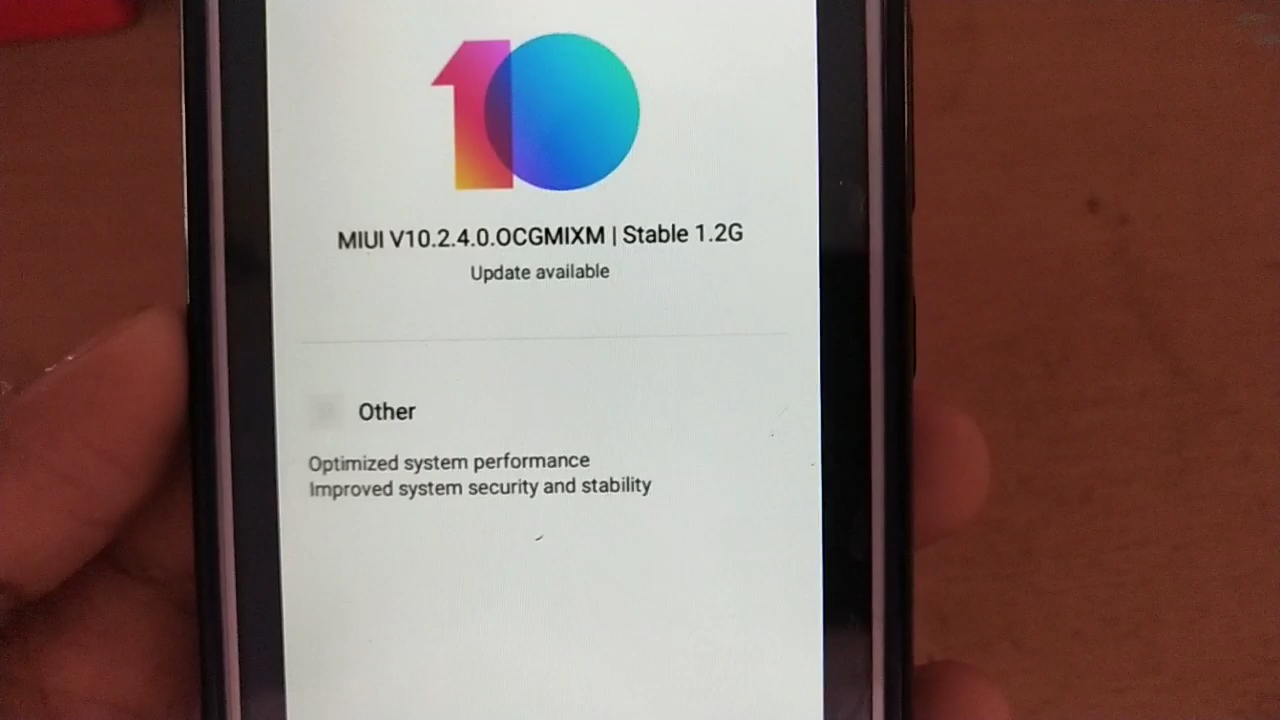 10
MIUI V10.2.4.0.OCGMIXM | Stable 1.2G
Update available
Other
Optimized system performance
Improved system security and stability